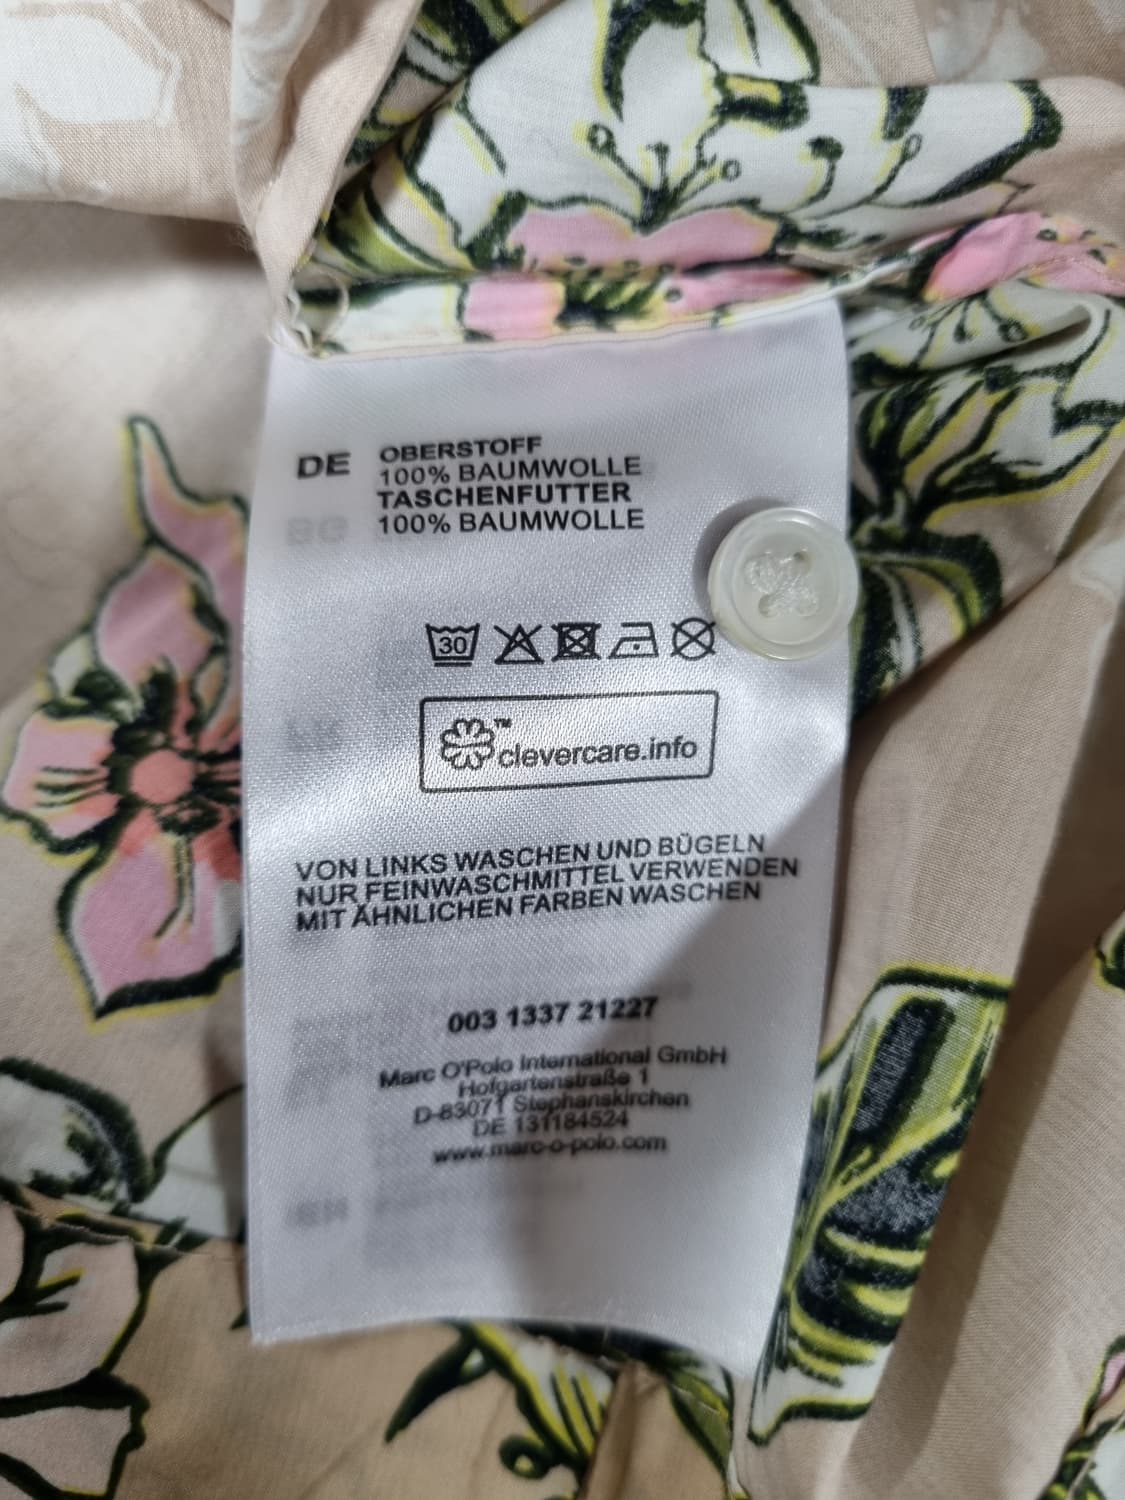 DE
OBERSTOFF
100% BAUMWOLLE
TASCHENFUTTER
100% BAUMWOLLE
30
™
clevercare.info
VON LINKS WASCHEN UND BÜGELN
NUR FEINWASCHMITTEL VERWENDEN
MIT ÄHNLICHEN FARBEN WASCHEN
003 1337 21227
Marc O'Polo International GmbH
Hofgartenstraße 1
D-83071 Stephanskirchen
DE 131184524
www.marc-o-polo.com